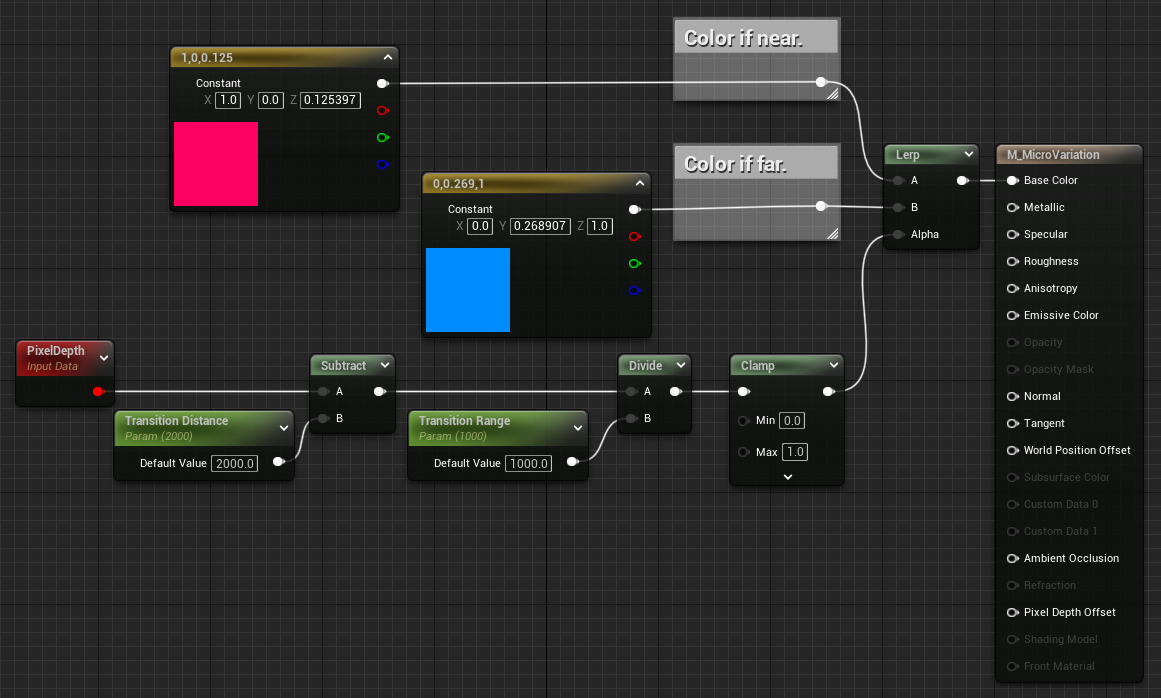 Color if near.
1,0,0.125
Constant
X 1.0 Y 0.0 Z 0.125397
Color if far.
Lerp
A
B
Alpha
M_MicroVariation
Base Color
Metallic
Specular
Roughness
Anisotropy
Emissive Color
Opacity
Opacity Mask
Normal
Tangent
World Position Offset
Subsurface Color
Custom Data 0
Custom Data 1
Ambient Occlusion
Refraction
Pixel Depth Offset
Shading Model
Front Material
0,0.269,1
Constant
X 0.0 Y 0.268907 Z 1.0
PixelDepth
Input Data
Subtract
A
B
Transition Distance
Param (2000)
Default Value 2000.0
Transition Range
Param (1000)
Default Value 1000.0
Divide
A
B
Clamp
Min 0.0
Max 1.0